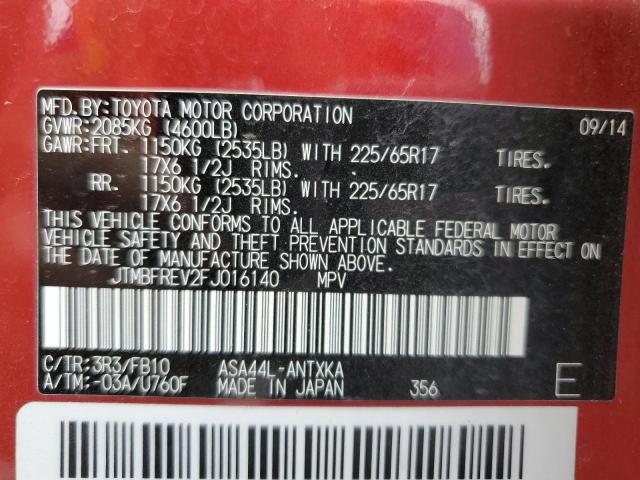 MFD.BY:TOYOTA MOTOR CORPORATION 09/14
GVWR:2085KG (4600LB)
GAWR:FRT. 1150KG (2535LB) WITH 225/65R17 TIRES.
17X6 1/2J RIMS.
RR. 1150KG (2535LB) WITH 225/65R17 TIRES.
17X6 1/2J RIMS.
THIS VEHICLE CONFORMS TO ALL APPLICABLE FEDERAL MOTOR
VEHICLE SAFETY AND THEFT PREVENTION STANDARDS IN EFFECT ON
THE DATE OF MANUFACTURE SHOWN ABOVE.
JTMBFREV2FJ016140 MPV
C/TR:3R3/FB10 ASA44L-ANTXKA
A/TM:-03A/U760F MADE IN JAPAN 356 E